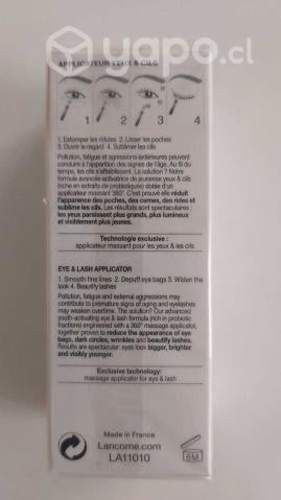 yapo.cl
APPLICATEUR YEUX & CILS
1 2 3 4
1. Estomper les ridules 2. Lisser les poches
3. Ouvrir le regard 4. Sublimer les cils
Pollution, fatigue et agressions extérieures peuvent
conduire à l'apparition des signes de l'âge. Au fil du
temps, les cils s'affaiblissent. La solution ? Notre
formule avancée activatrice de jeunesse yeux & cils
(riche en extraits de probiotiques) dotée d'un
applicateur massant 360°. C'est prouvé elle réduit
l'apparence des poches, des cernes, des rides et
sublime les cils. Les résultats sont spectaculaires :
les yeux paraissent plus grands, plus lumineux
et visiblement plus jeunes.
Technologie exclusive :
applicateur massant pour les yeux & les cils
EYE & LASH APPLICATOR
1. Smooth fine lines 2. Depuff eye bags 3. Widen the
look 4. Beautify lashes
Pollution, fatigue and external aggressions may
contribute to premature signs of aging and eyelashes
may weaken overtime. The solution? Our advanced
youth-activating eye & lash formula (rich in probiotic
fractions) engineered with a 360° massage applicator,
together proven to reduce the appearance of eye
bags, dark circles, wrinkles and beautify lashes.
Results are spectacular: eyes look bigger, brighter
and visibly younger.
Exclusive technology:
massage applicator for eye & lash
Made in France
Lancome.com
LA11010
6M